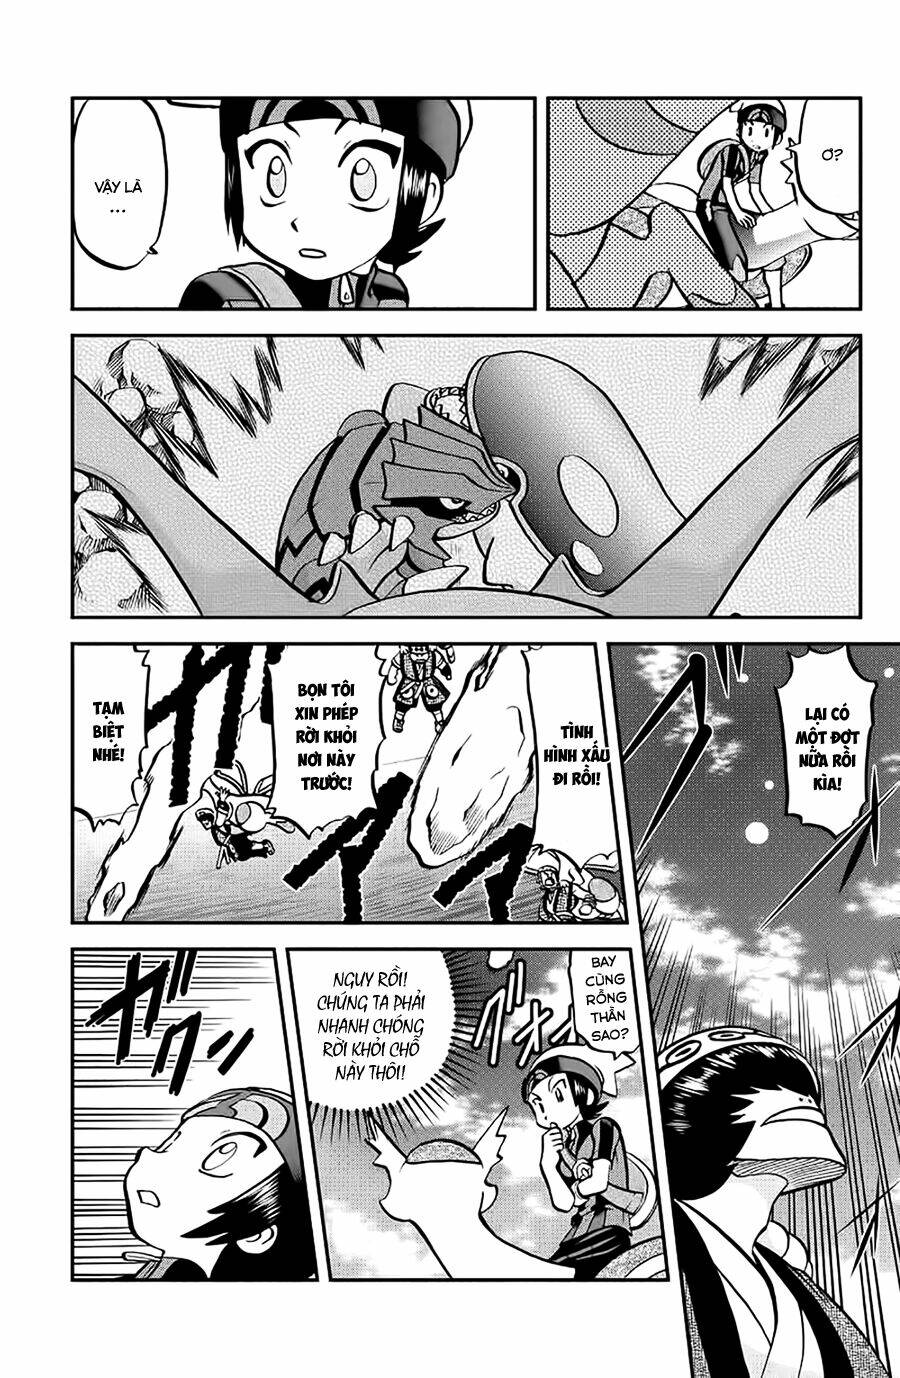 Ơ?
VẬY LÀ
...
LẠI CÓ
MỘT ĐỢT
NỮA RỒI
KÌA!
TÌNH
HÌNH XẤU
ĐI RỒI!
BỌN TÔI
XIN PHÉP
RỜI KHỎI
NƠI NÀY
TRƯỚC!
TẠM
BIỆT
NHÉ!
BAY
CÙNG
RỒNG
THẦN
SAO?
NGUY RỒI!
CHÚNG TA PHẢI
NHANH CHÓNG
RỜI KHỎI CHỖ
NÀY THÔI!